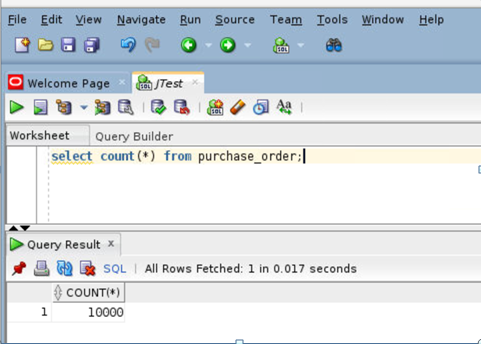 File Edit View Navigate Run Source Team Tools Window Help
Welcome Page JTest
Worksheet Query Builder
select count(*) from purchase_order;
Query Result x
SQL All Rows Fetched: 1 in 0.017 seconds
COUNT(*)
1 10000